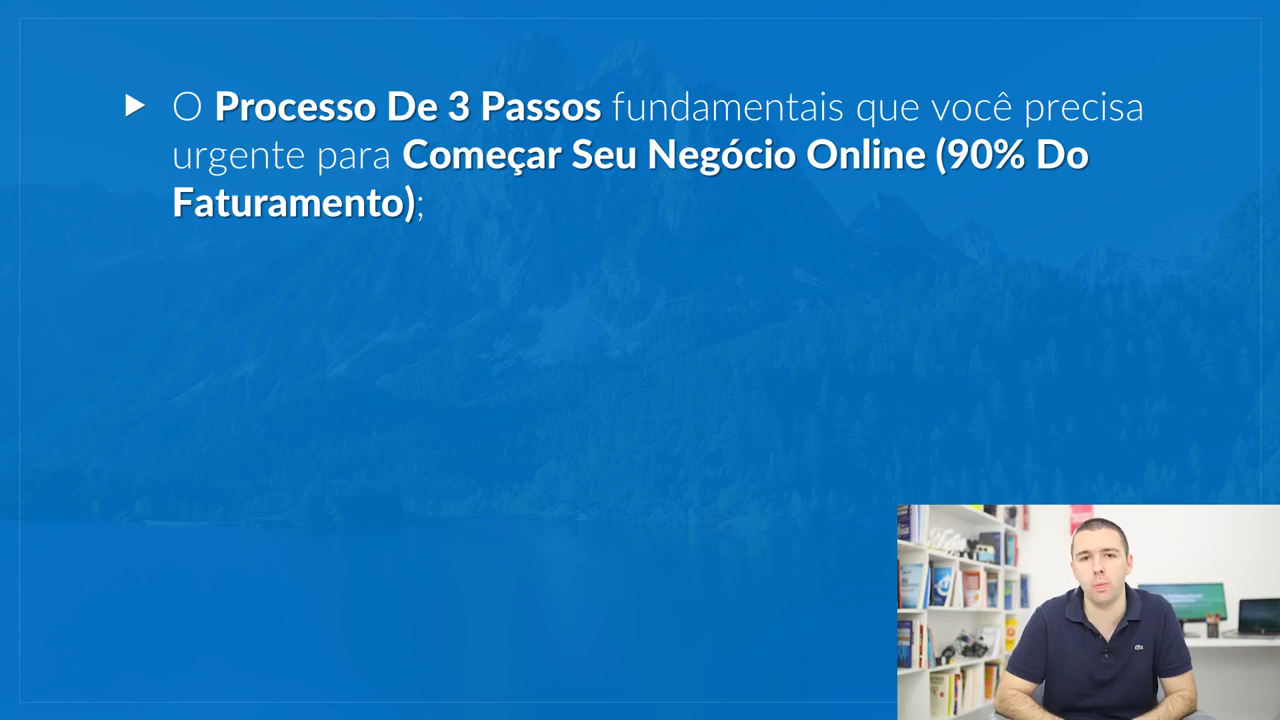 O Processo De 3 Passos fundamentais que você precisa
urgente para Começar Seu Negócio Online (90% Do
Faturamento);